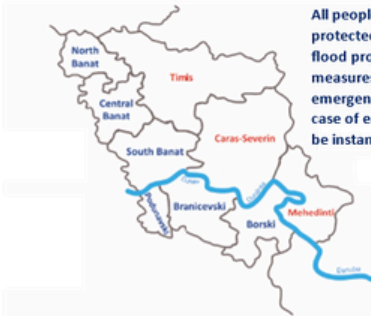 All peopl
protected
flood pro
measures
emergen
case of e
be instan
North
Banat
Timis
Central
Banat
South Banat
Caras-Severin
Podunavski
Branicevski
Borski
Mehedinti